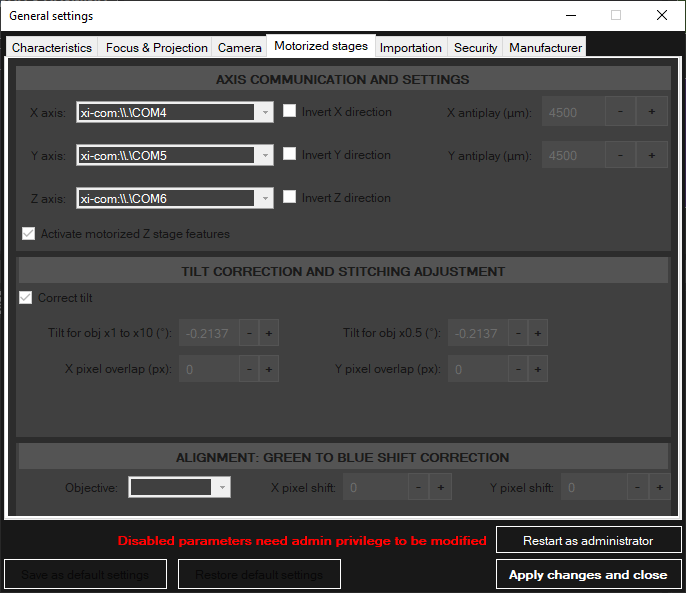 General settings
Characteristics Focus & Projection Camera Motorized stages Importation Security Manufacturer
AXIS COMMUNICATION AND SETTINGS
X axis: xi-com:\\.\COM4 Invert X direction X antiplay (µm): 4500 - +
Y axis: xi-com:\\.\COM5 Invert Y direction Y antiplay (µm): 4500 - +
Z axis: xi-com:\\.\COM6 Invert Z direction
Activate motorized Z stage features
TILT CORRECTION AND STITCHING ADJUSTMENT
Correct tilt
Tilt for obj x1 to x10 (°): -0.2137 - + Tilt for obj x0.5 (°): -0.2137 - +
X pixel overlap (px): 0 - + Y pixel overlap (px): 0 - +
ALIGNMENT: GREEN TO BLUE SHIFT CORRECTION
Objective: X pixel shift: 0 - + Y pixel shift: 0 - +
Disabled parameters need admin privilege to be modified Restart as administrator
Save as default settings Restore default settings Apply changes and close